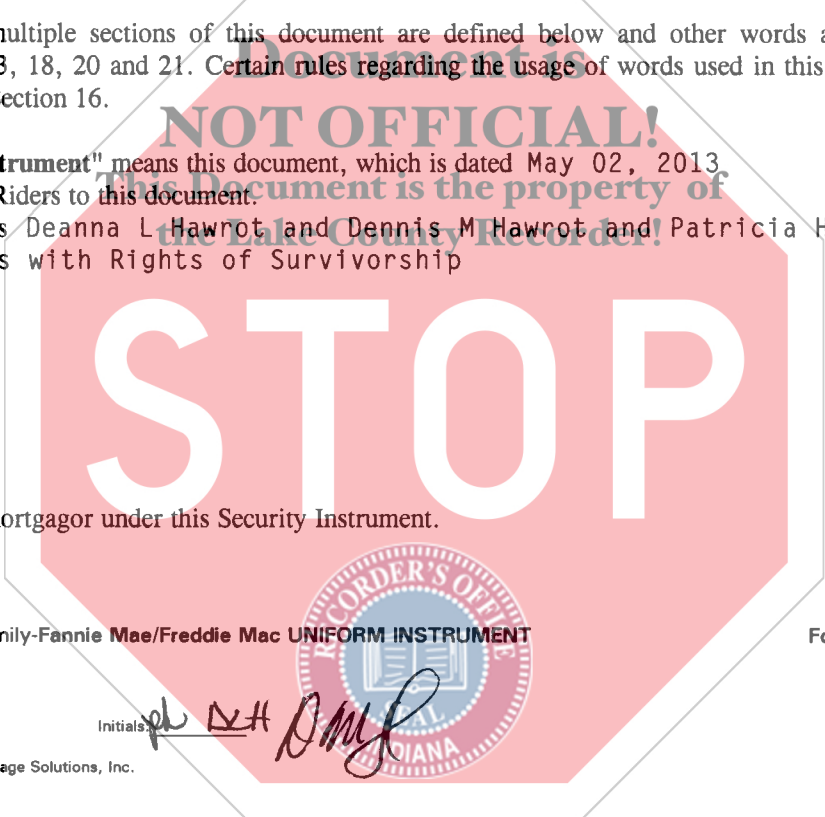 multiple sections of this document are defined below and other words a
3, 18, 20 and 21. Certain rules regarding the usage of words used in this
ection 16.
Document is
NOT OFFICIAL!
This Document is the property of
the Lake County Recorder!
trument" means this document, which is dated May 02, 2013
Riders to this document.
s Deanna L Hawrot and Dennis M Hawrot and Patricia H
s with Rights of Survivorship
STOP
ortgagor under this Security Instrument.
RECORDER'S OFFICE
SEAL
INDIANA
nily-Fannie Mae/Freddie Mac UNIFORM INSTRUMENT Fo
Initials: ph DLH DMH
age Solutions, Inc.